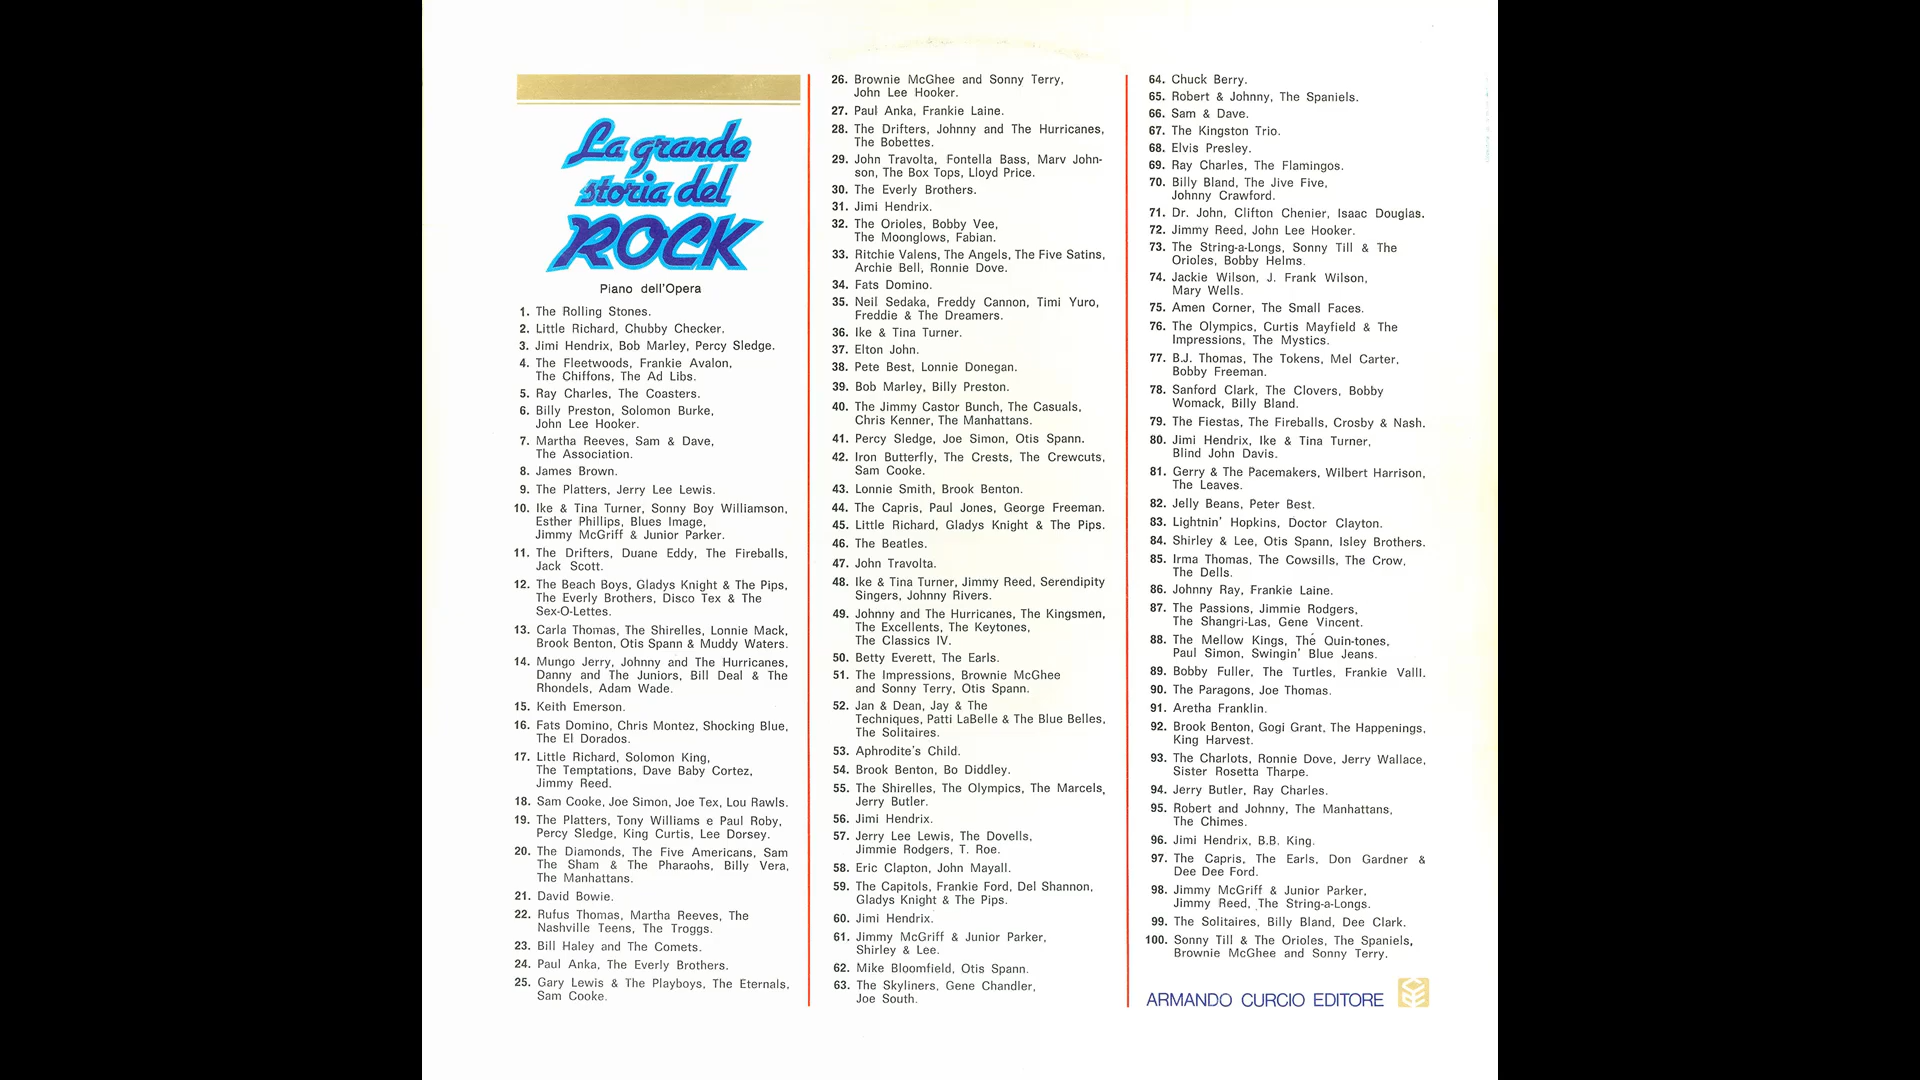 La grande
storia del
ROCK
Piano dell'Opera
1. The Rolling Stones.
2. Little Richard, Chubby Checker.
3. Jimi Hendrix, Bob Marley, Percy Sledge.
4. The Fleetwoods, Frankie Avalon,
The Chiffons, The Ad Libs.
5. Ray Charles, The Coasters.
6. Billy Preston, Solomon Burke,
John Lee Hooker.
7. Martha Reeves, Sam & Dave,
The Association.
8. James Brown.
9. The Platters, Jerry Lee Lewis.
10. Ike & Tina Turner, Sonny Boy Williamson,
Esther Phillips, Blues Image,
Jimmy McGriff & Junior Parker.
11. The Drifters, Duane Eddy, The Fireballs,
Jack Scott.
12. The Beach Boys, Gladys Knight & The Pips,
The Everly Brothers, Disco Tex & The
Sex-O-Lettes.
13. Carla Thomas, The Shirelles, Lonnie Mack,
Brook Benton, Otis Spann & Muddy Waters.
14. Mungo Jerry, Johnny and The Hurricanes,
Danny and The Juniors, Bill Deal & The
Rhondels, Adam Wade.
15. Keith Emerson.
16. Fats Domino, Chris Montez, Shocking Blue,
The El Dorados.
17. Little Richard, Solomon King,
The Temptations, Dave Baby Cortez,
Jimmy Reed.
18. Sam Cooke, Joe Simon, Joe Tex, Lou Rawls.
19. The Platters, Tony Williams e Paul Roby,
Percy Sledge, King Curtis, Lee Dorsey.
20. The Diamonds, The Five Americans, Sam
The Sham & The Pharaohs, Billy Vera,
The Manhattans.
21. David Bowie.
22. Rufus Thomas, Martha Reeves, The
Nashville Teens, The Troggs.
23. Bill Haley and The Comets.
24. Paul Anka, The Everly Brothers.
25. Gary Lewis & The Playboys, The Eternals,
Sam Cooke.
26. Brownie McGhee and Sonny Terry,
John Lee Hooker.
27. Paul Anka, Frankie Laine.
28. The Drifters, Johnny and The Hurricanes,
The Bobettes.
29. John Travolta, Fontella Bass, Marv John-
son, The Box Tops, Lloyd Price.
30. The Everly Brothers.
31. Jimi Hendrix.
32. The Orioles, Bobby Vee,
The Moonglows, Fabian.
33. Ritchie Valens, The Angels, The Five Satins,
Archie Bell, Ronnie Dove.
34. Fats Domino.
35. Neil Sedaka, Freddy Cannon, Timi Yuro,
Freddie & The Dreamers.
36. Ike & Tina Turner.
37. Elton John.
38. Pete Best, Lonnie Donegan.
39. Bob Marley, Billy Preston.
40. The Jimmy Castor Bunch, The Casuals,
Chris Kenner, The Manhattans.
41. Percy Sledge, Joe Simon, Otis Spann.
42. Iron Butterfly, The Crests, The Crewcuts,
Sam Cooke.
43. Lonnie Smith, Brook Benton.
44. The Capris, Paul Jones, George Freeman.
45. Little Richard, Gladys Knight & The Pips.
46. The Beatles.
47. John Travolta.
48. Ike & Tina Turner, Jimmy Reed, Serendipity
Singers, Johnny Rivers.
49. Johnny and The Hurricanes, The Kingsmen,
The Excellents, The Keytones,
The Classics IV.
50. Betty Everett, The Earls.
51. The Impressions, Brownie McGhee
and Sonny Terry, Otis Spann.
52. Jan & Dean, Jay & The
Techniques, Patti LaBelle & The Blue Belles,
The Solitaires.
53. Aphrodite's Child.
54. Brook Benton, Bo Diddley.
55. The Shirelles, The Olympics, The Marcels,
Jerry Butler.
56. Jimi Hendrix.
57. Jerry Lee Lewis, The Dovells,
Jimmie Rodgers, T. Roe.
58. Eric Clapton, John Mayall.
59. The Capitols, Frankie Ford, Del Shannon,
Gladys Knight & The Pips.
60. Jimi Hendrix.
61. Jimmy McGriff & Junior Parker,
Shirley & Lee.
62. Mike Bloomfield, Otis Spann.
63. The Skyliners, Gene Chandler,
Joe South.
64. Chuck Berry.
65. Robert & Johnny, The Spaniels.
66. Sam & Dave.
67. The Kingston Trio.
68. Elvis Presley.
69. Ray Charles, The Flamingos.
70. Billy Bland, The Jive Five,
Johnny Crawford.
71. Dr. John, Clifton Chenier, Isaac Douglas.
72. Jimmy Reed, John Lee Hooker.
73. The String-a-Longs, Sonny Till & The
Orioles, Bobby Helms.
74. Jackie Wilson, J. Frank Wilson,
Mary Wells.
75. Amen Corner, The Small Faces.
76. The Olympics, Curtis Mayfield & The
Impressions, The Mystics.
77. B.J. Thomas, The Tokens, Mel Carter,
Bobby Freeman.
78. Sanford Clark, The Clovers, Bobby
Womack, Billy Bland.
79. The Fiestas, The Fireballs, Crosby & Nash.
80. Jimi Hendrix, Ike & Tina Turner,
Blind John Davis.
81. Gerry & The Pacemakers, Wilbert Harrison,
The Leaves.
82. Jelly Beans, Peter Best.
83. Lightnin' Hopkins, Doctor Clayton.
84. Shirley & Lee, Otis Spann, Isley Brothers.
85. Irma Thomas, The Cowsills, The Crow,
The Dells.
86. Johnny Ray, Frankie Laine.
87. The Passions, Jimmie Rodgers,
The Shangri-Las, Gene Vincent.
88. The Mellow Kings, The Quin-tones,
Paul Simon, Swingin' Blue Jeans.
89. Bobby Fuller, The Turtles, Frankie Valli.
90. The Paragons, Joe Thomas.
91. Aretha Franklin.
92. Brook Benton, Gogi Grant, The Happenings,
King Harvest.
93. The Charlots, Ronnie Dove, Jerry Wallace,
Sister Rosetta Tharpe.
94. Jerry Butler, Ray Charles.
95. Robert and Johnny, The Manhattans,
The Chimes.
96. Jimi Hendrix, B.B. King.
97. The Capris, The Earls, Don Gardner &
Dee Dee Ford.
98. Jimmy McGriff & Junior Parker,
Jimmy Reed, The String-a-Longs.
99. The Solitaires, Billy Bland, Dee Clark.
100. Sonny Till & The Orioles, The Spaniels,
Brownie McGhee and Sonny Terry.
ARMANDO CURCIO EDITORE